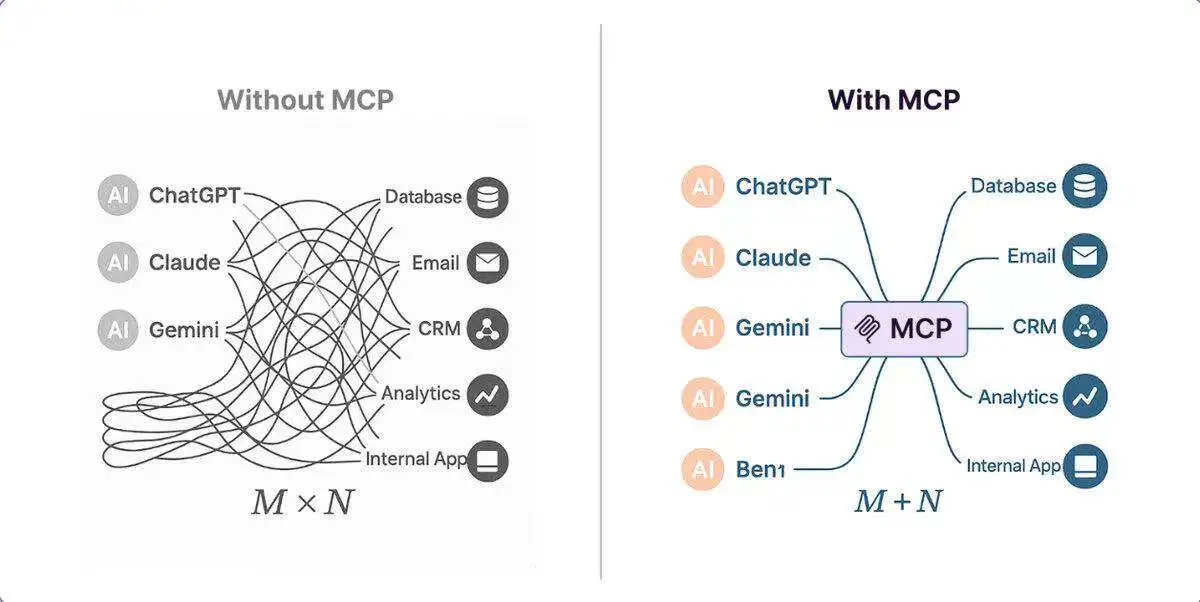 Without MCP
AI ChatGPT
AI Claude
AI Gemini
Database
Email
CRM
Analytics
Internal App
M × N
With MCP
AI ChatGPT
AI Claude
AI Gemini
AI Gemini
AI Ben1
MCP
Database
Email
CRM
Analytics
Internal App
M + N